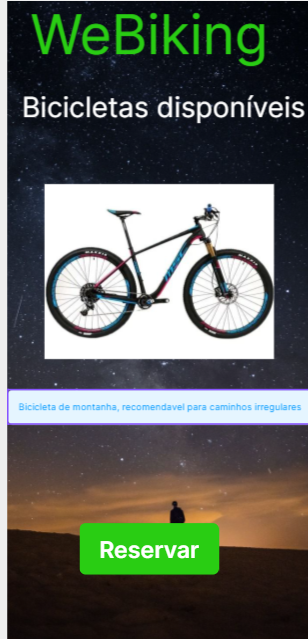 WeBiking
Bicicletas disponíveis
Bicicleta de montanha, recomendavel para caminhos irregulares
Reservar